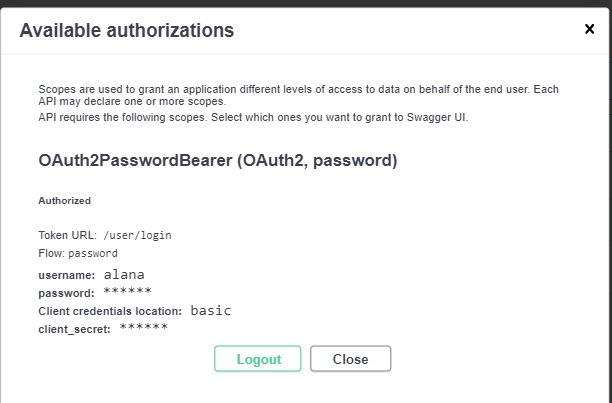 Available authorizations
×
Scopes are used to grant an application different levels of access to data on behalf of the end user. Each
API may declare one or more scopes.
API requires the following scopes. Select which ones you want to grant to Swagger UI.
OAuth2PasswordBearer (OAuth2, password)
Authorized
Token URL: /user/login
Flow: password
username: alana
password: ******
Client credentials location: basic
client_secret: ******
Logout Close